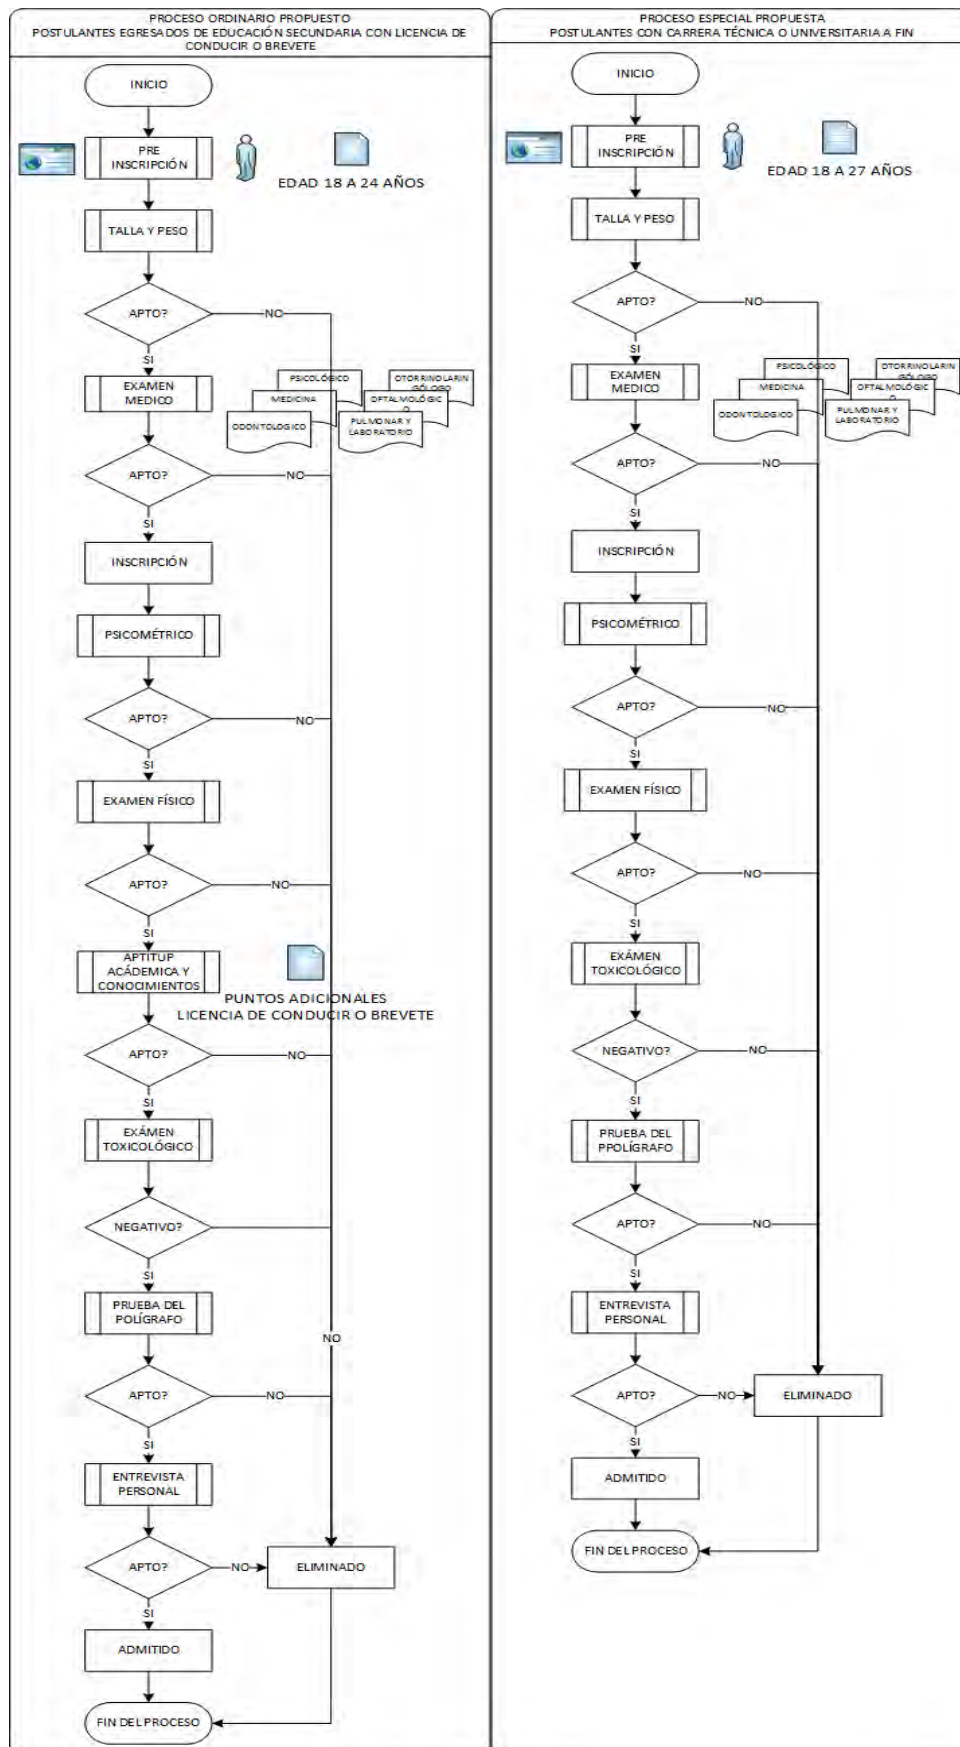 PROCESO ORDINARIO PROPUESTO
POSTULANTES EGRESADOS DE EDUCACIÓN SECUNDARIA CON LICENCIA DE
CONDUCIR O BREVETE
INICIO
PRE
INSCRIPCIÓN
EDAD 18 A 24 AÑOS
TALLA Y PESO
APTO?
NO
SI
EXAMEN
MEDICO
PSICOLÓGICO
OTORRINOLARIN
GÓLOGO
MEDICINA
OFTALMOLÓGIC
O
ODONTOLOGICO
PULMONAR Y
LABORATORIO
APTO?
NO
SI
INSCRIPCIÓN
PSICOMÉTRICO
APTO?
NO
SI
EXAMEN FÍSICO
APTO?
NO
SI
APTITUP
ACÁDEMICA Y
CONOCIMIENTOS
PUNTOS ADICIONALES
LICENCIA DE CONDUCIR O BREVETE
APTO?
NO
SI
EXÁMEN
TOXICOLÓGICO
NEGATIVO?
SI
PRUEBA DEL
POLÍGRAFO
NO
APTO?
NO
SI
ENTREVISTA
PERSONAL
APTO?
NO
ELIMINADO
SI
ADMITIDO
FIN DEL PROCESO
PROCESO ESPECIAL PROPUESTA
POSTULANTES CON CARRERA TÉCNICA O UNIVERSITARIA A FIN
INICIO
PRE
INSCRIPCIÓN
EDAD 18 A 27 AÑOS
TALLA Y PESO
APTO?
NO
SI
EXAMEN
MEDICO
PSICOLÓGICO
OTORRINOLARIN
GÓLOGO
MEDICINA
OFTALMOLÓGIC
O
ODONTOLOGICO
PULMONAR Y
LABORATORIO
APTO?
NO
SI
INSCRIPCIÓN
PSICOMÉTRICO
APTO?
NO
SI
EXAMEN FÍSICO
APTO?
NO
SI
EXÁMEN
TOXICOLÓGICO
NEGATIVO?
NO
SI
PRUEBA DEL
PPOLÍGRAFO
APTO?
NO
SI
ENTREVISTA
PERSONAL
APTO?
NO
ELIMINADO
SI
ADMITIDO
FIN DEL PROCESO